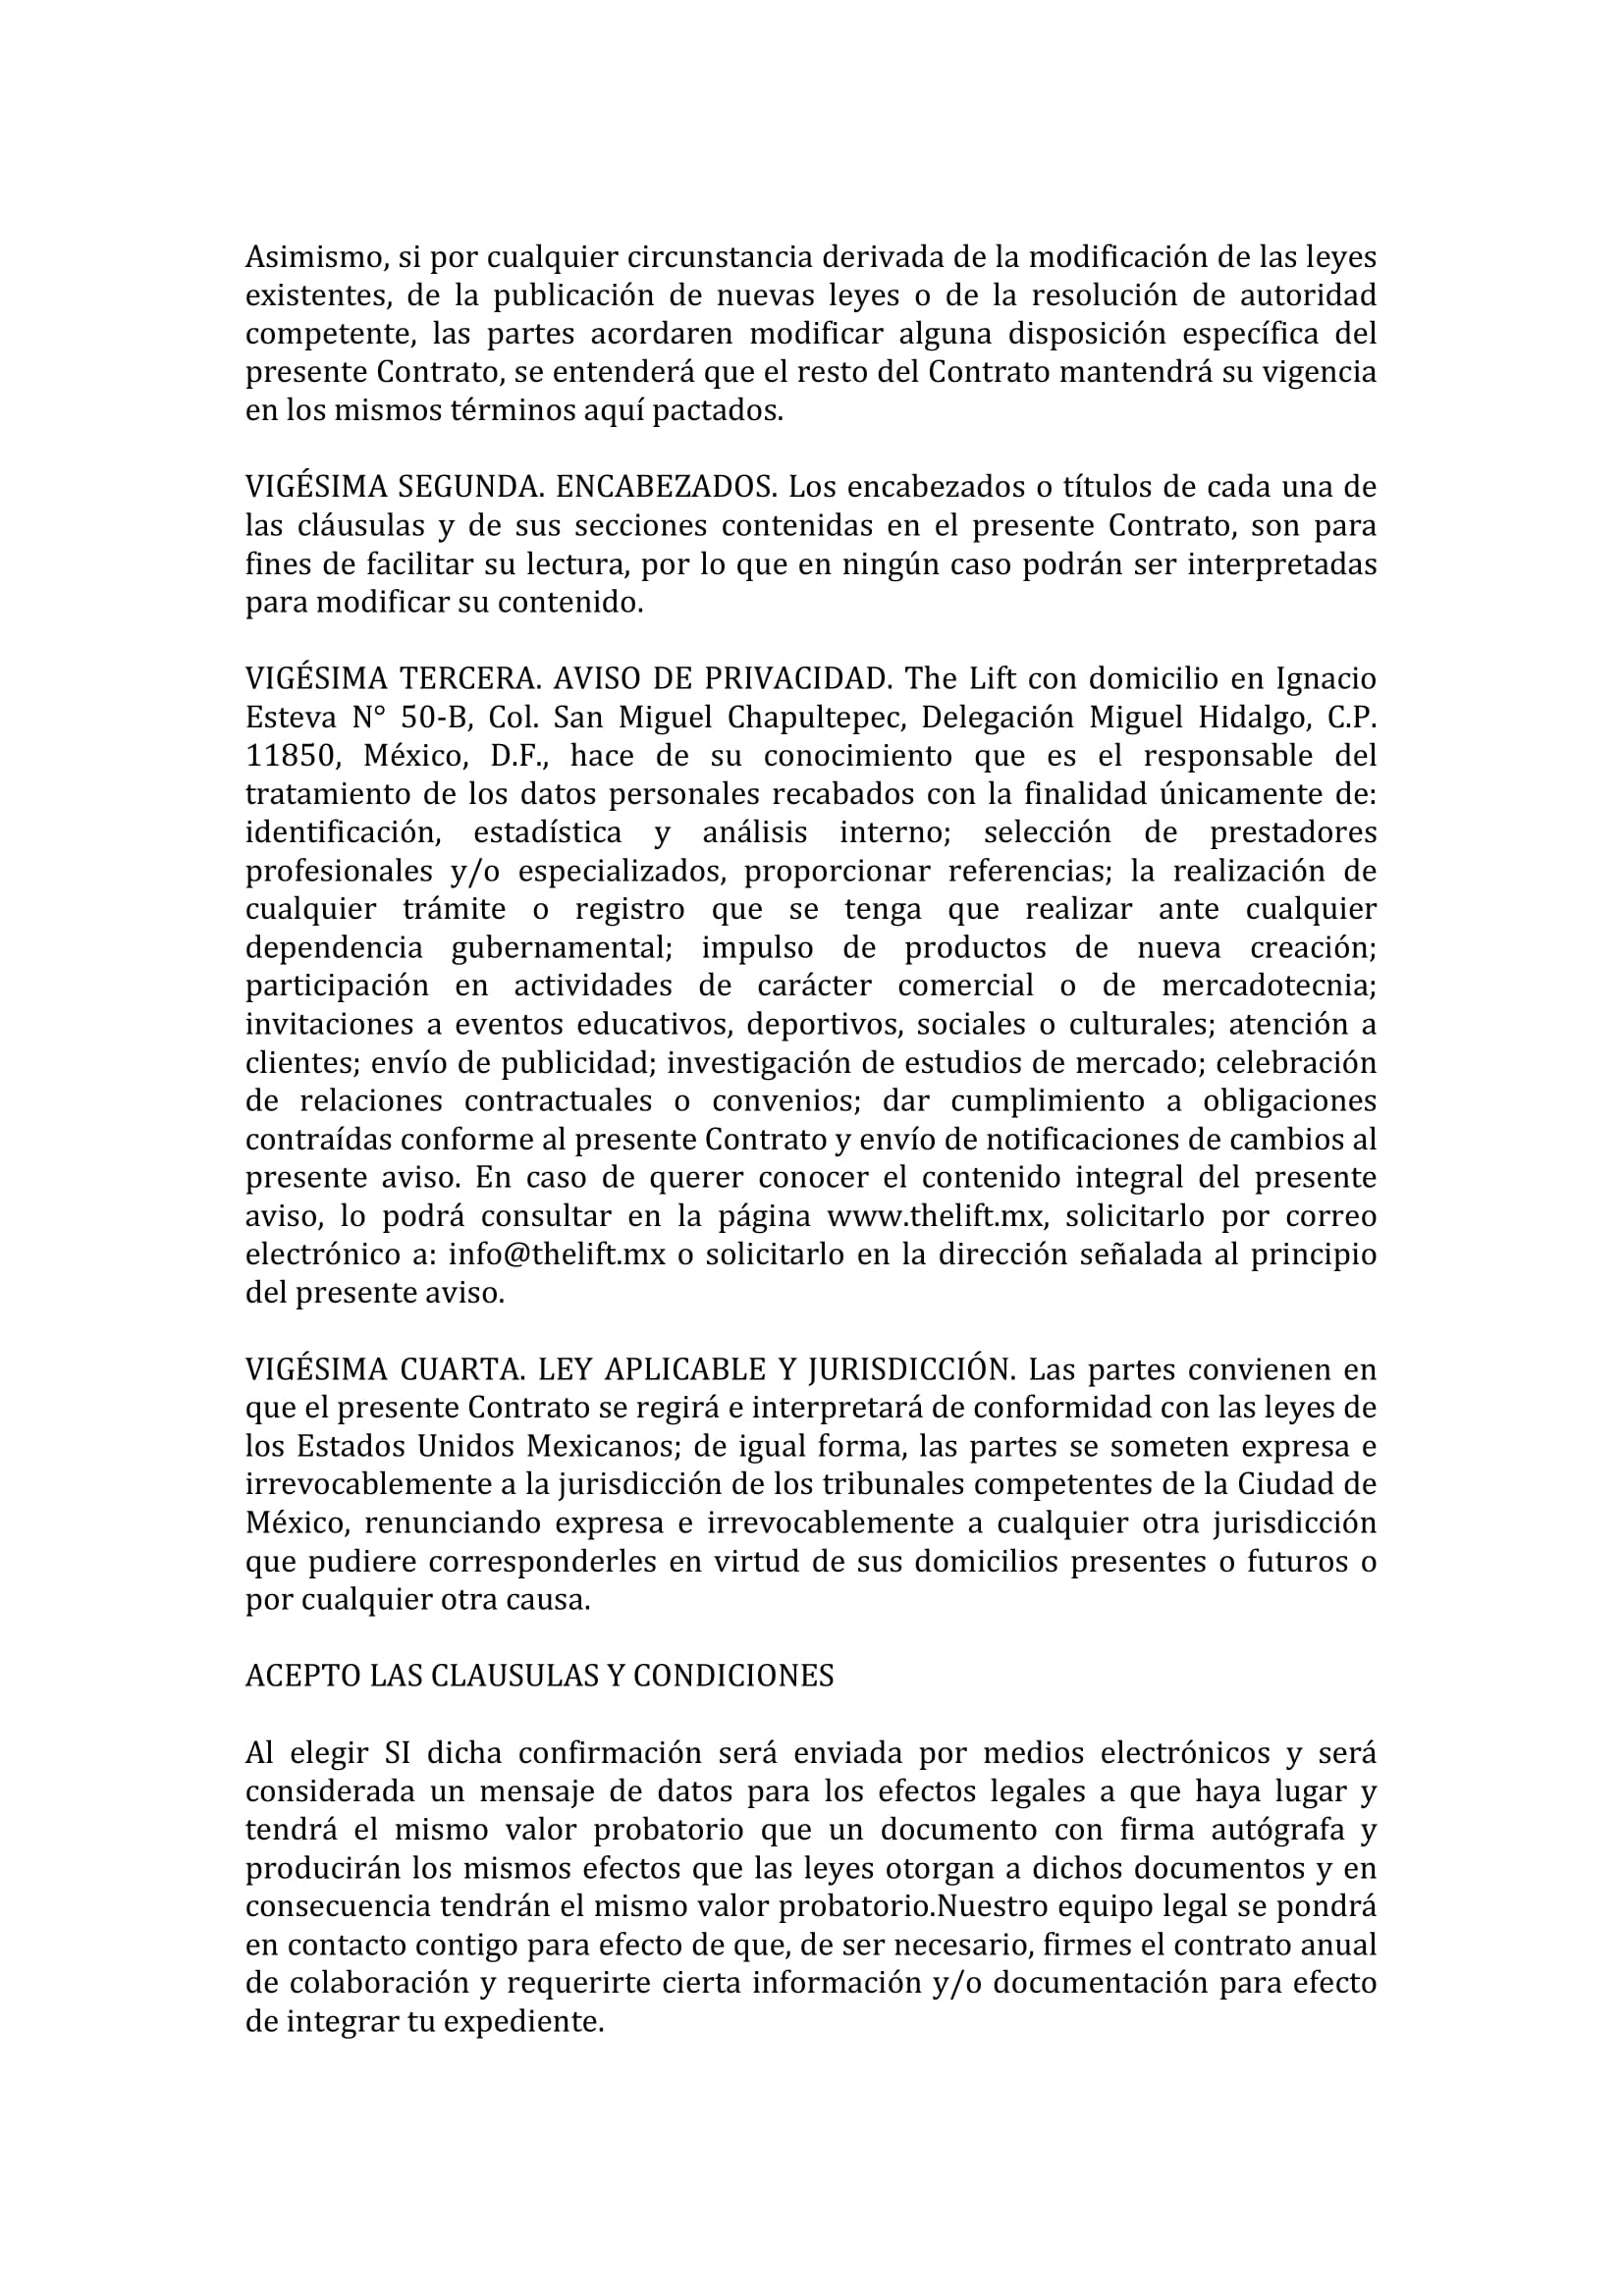 Asimismo, si por cualquier circunstancia derivada de la modificación de las leyes
existentes, de la publicación de nuevas leyes o de la resolución de autoridad
competente, las partes acordaren modificar alguna disposición específica del
presente Contrato, se entenderá que el resto del Contrato mantendrá su vigencia
en los mismos términos aquí pactados.
VIGÉSIMA SEGUNDA. ENCABEZADOS. Los encabezados o títulos de cada una de
las cláusulas y de sus secciones contenidas en el presente Contrato, son para
fines de facilitar su lectura, por lo que en ningún caso podrán ser interpretadas
para modificar su contenido.
VIGÉSIMA TERCERA. AVISO DE PRIVACIDAD. The Lift con domicilio en Ignacio
Esteva N° 50-B, Col. San Miguel Chapultepec, Delegación Miguel Hidalgo, C.P.
11850, México, D.F., hace de su conocimiento que es el responsable del
tratamiento de los datos personales recabados con la finalidad únicamente de:
identificación, estadística y análisis interno; selección de prestadores
profesionales y/o especializados, proporcionar referencias; la realización de
cualquier trámite o registro que se tenga que realizar ante cualquier
dependencia gubernamental; impulso de productos de nueva creación;
participación en actividades de carácter comercial o de mercadotecnia;
invitaciones a eventos educativos, deportivos, sociales o culturales; atención a
clientes; envío de publicidad; investigación de estudios de mercado; celebración
de relaciones contractuales o convenios; dar cumplimiento a obligaciones
contraídas conforme al presente Contrato y envío de notificaciones de cambios al
presente aviso. En caso de querer conocer el contenido integral del presente
aviso, lo podrá consultar en la página www.thelift.mx, solicitarlo por correo
electrónico a: info@thelift.mx o solicitarlo en la dirección señalada al principio
del presente aviso.
VIGÉSIMA CUARTA. LEY APLICABLE Y JURISDICCIÓN. Las partes convienen en
que el presente Contrato se regirá e interpretará de conformidad con las leyes de
los Estados Unidos Mexicanos; de igual forma, las partes se someten expresa e
irrevocablemente a la jurisdicción de los tribunales competentes de la Ciudad de
México, renunciando expresa e irrevocablemente a cualquier otra jurisdicción
que pudiere corresponderles en virtud de sus domicilios presentes o futuros o
por cualquier otra causa.
ACEPTO LAS CLAUSULAS Y CONDICIONES
Al elegir SI dicha confirmación será enviada por medios electrónicos y será
considerada un mensaje de datos para los efectos legales a que haya lugar y
tendrá el mismo valor probatorio que un documento con firma autógrafa y
producirán los mismos efectos que las leyes otorgan a dichos documentos y en
consecuencia tendrán el mismo valor probatorio.Nuestro equipo legal se pondrá
en contacto contigo para efecto de que, de ser necesario, firmes el contrato anual
de colaboración y requerirte cierta información y/o documentación para efecto
de integrar tu expediente.